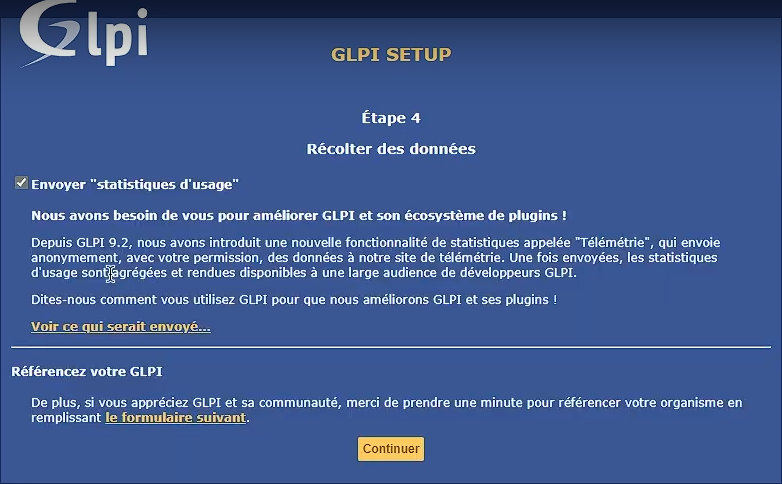 Glpi
GLPI SETUP
Étape 4
Récolter des données
Envoyer "statistiques d'usage"
Nous avons besoin de vous pour améliorer GLPI et son écosystème de plugins !
Depuis GLPI 9.2, nous avons introduit une nouvelle fonctionnalité de statistiques appelée "Télémétrie", qui envoie
anonymement, avec votre permission, des données à notre site de télémétrie. Une fois envoyées, les statistiques
d'usage sont agrégées et rendues disponibles à une large audience de développeurs GLPI.
Dites-nous comment vous utilisez GLPI pour que nous améliorons GLPI et ses plugins !
Voir ce qui serait envoyé...
Référencez votre GLPI
De plus, si vous appréciez GLPI et sa communauté, merci de prendre une minute pour référencer votre organisme en
remplissant le formulaire suivant.
Continuer